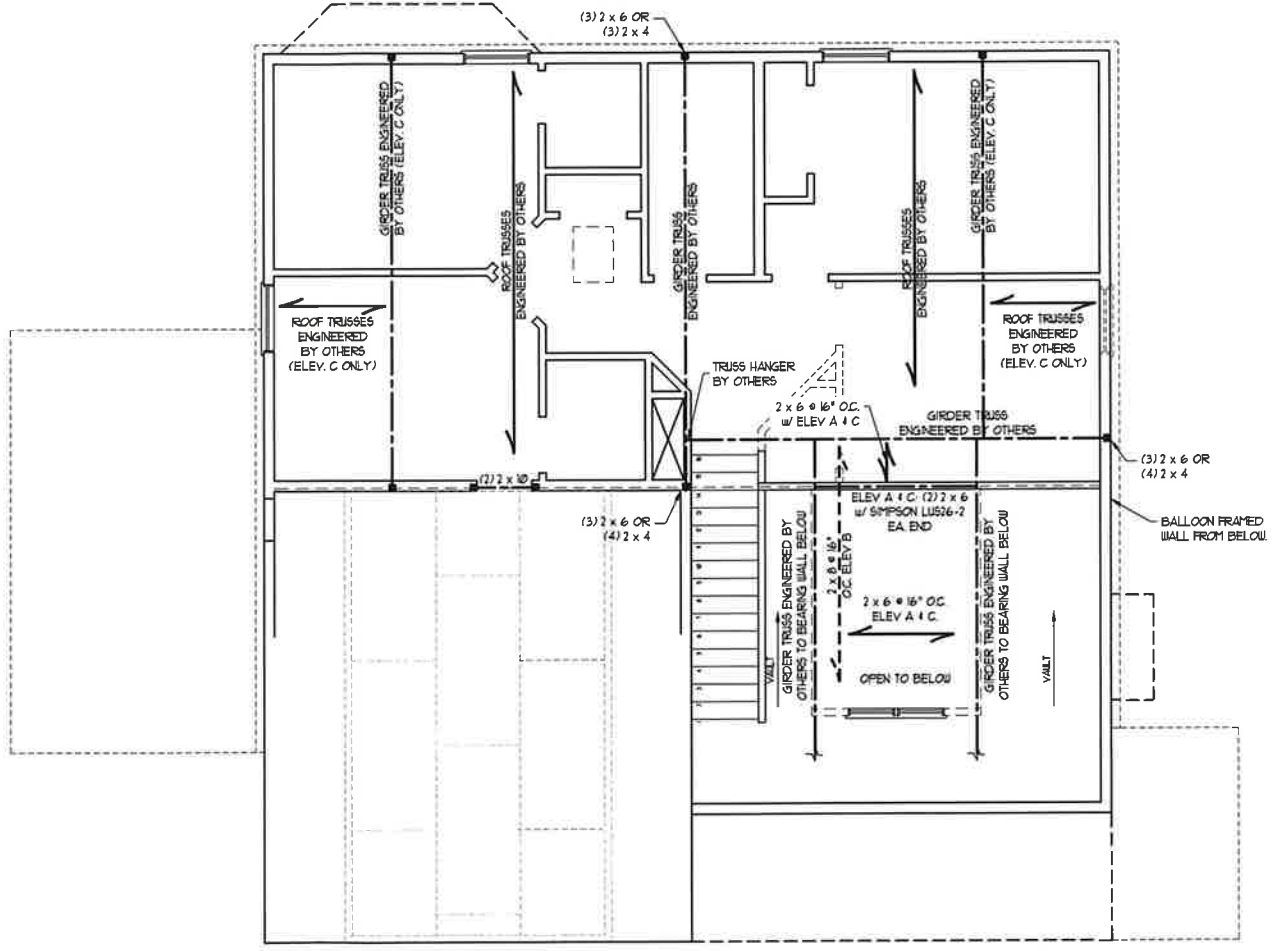 (3) 2 x 6 OR
(3) 2 x 4
GIRDER TRUSS ENGINEERED
BY OTHERS (ELEV. C ONLY)
ROOF TRUSSES
ENGINEERED BY OTHERS
GIRDER TRUSS
ENGINEERED BY OTHERS
ROOF TRUSSES
ENGINEERED BY OTHERS
GIRDER TRUSS ENGINEERED
BY OTHERS (ELEV. C ONLY)
ROOF TRUSSES
ENGINEERED
BY OTHERS
(ELEV. C ONLY)
ROOF TRUSSES
ENGINEERED
BY OTHERS
(ELEV. C ONLY)
TRUSS HANGER
BY OTHERS
2 x 6 @ 16" O.C.
w/ ELEV A & C
GIRDER TRUSS
ENGINEERED BY OTHERS
(3) 2 x 6 OR
(4) 2 x 4
(2) 2 x 10
ELEV A & C: (2) 2 x 6
w/ SIMPSON LUS26-2
EA. END
(3) 2 x 6 OR
(4) 2 x 4
BALLOON FRAMED
WALL FROM BELOW.
GIRDER TRUSS ENGINEERED BY
OTHERS TO BEARING WALL BELOW
2 x 8 @ 16"
O.C. ELEV B
2 x 6 @ 16" O.C.
ELEV A & C.
GIRDER TRUSS ENGINEERED BY
OTHERS TO BEARING WALL BELOW
VAULT
OPEN TO BELOW
VAULT